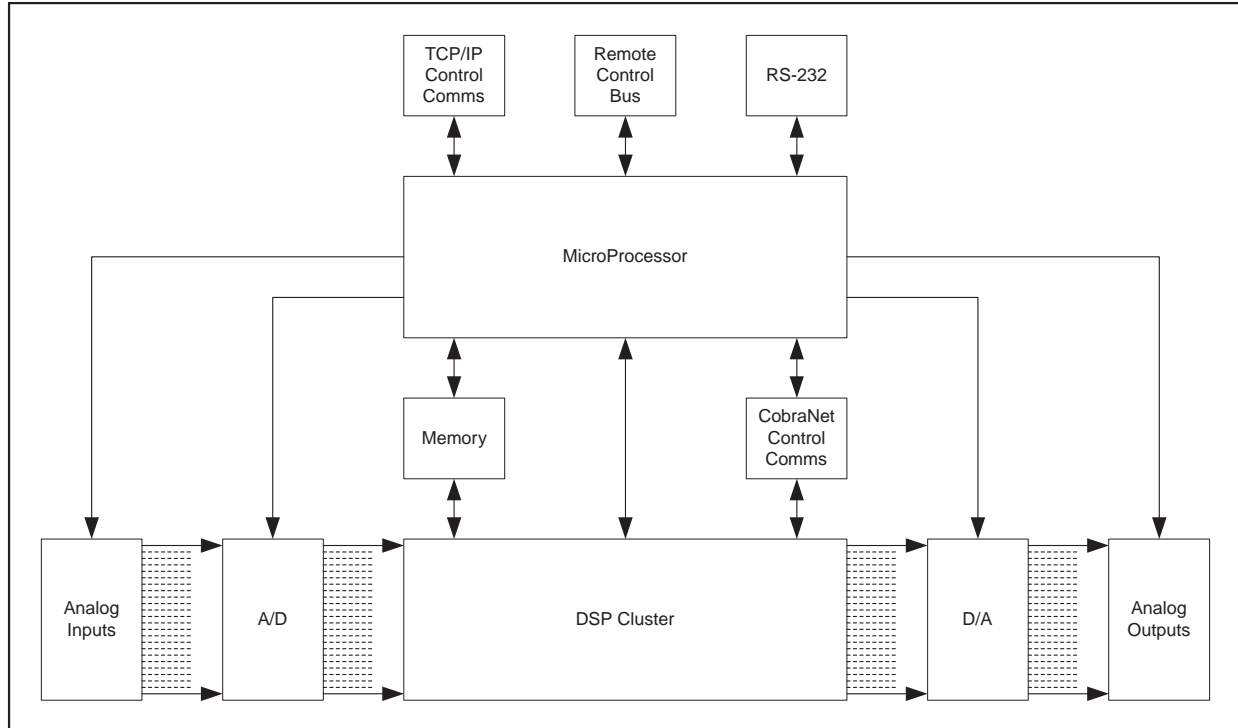 TCP/IP
Control
Comms
Remote
Control
Bus
RS-232
MicroProcessor
Memory
CobraNet
Control
Comms
Analog
Inputs
A/D
DSP Cluster
D/A
Analog
Outputs